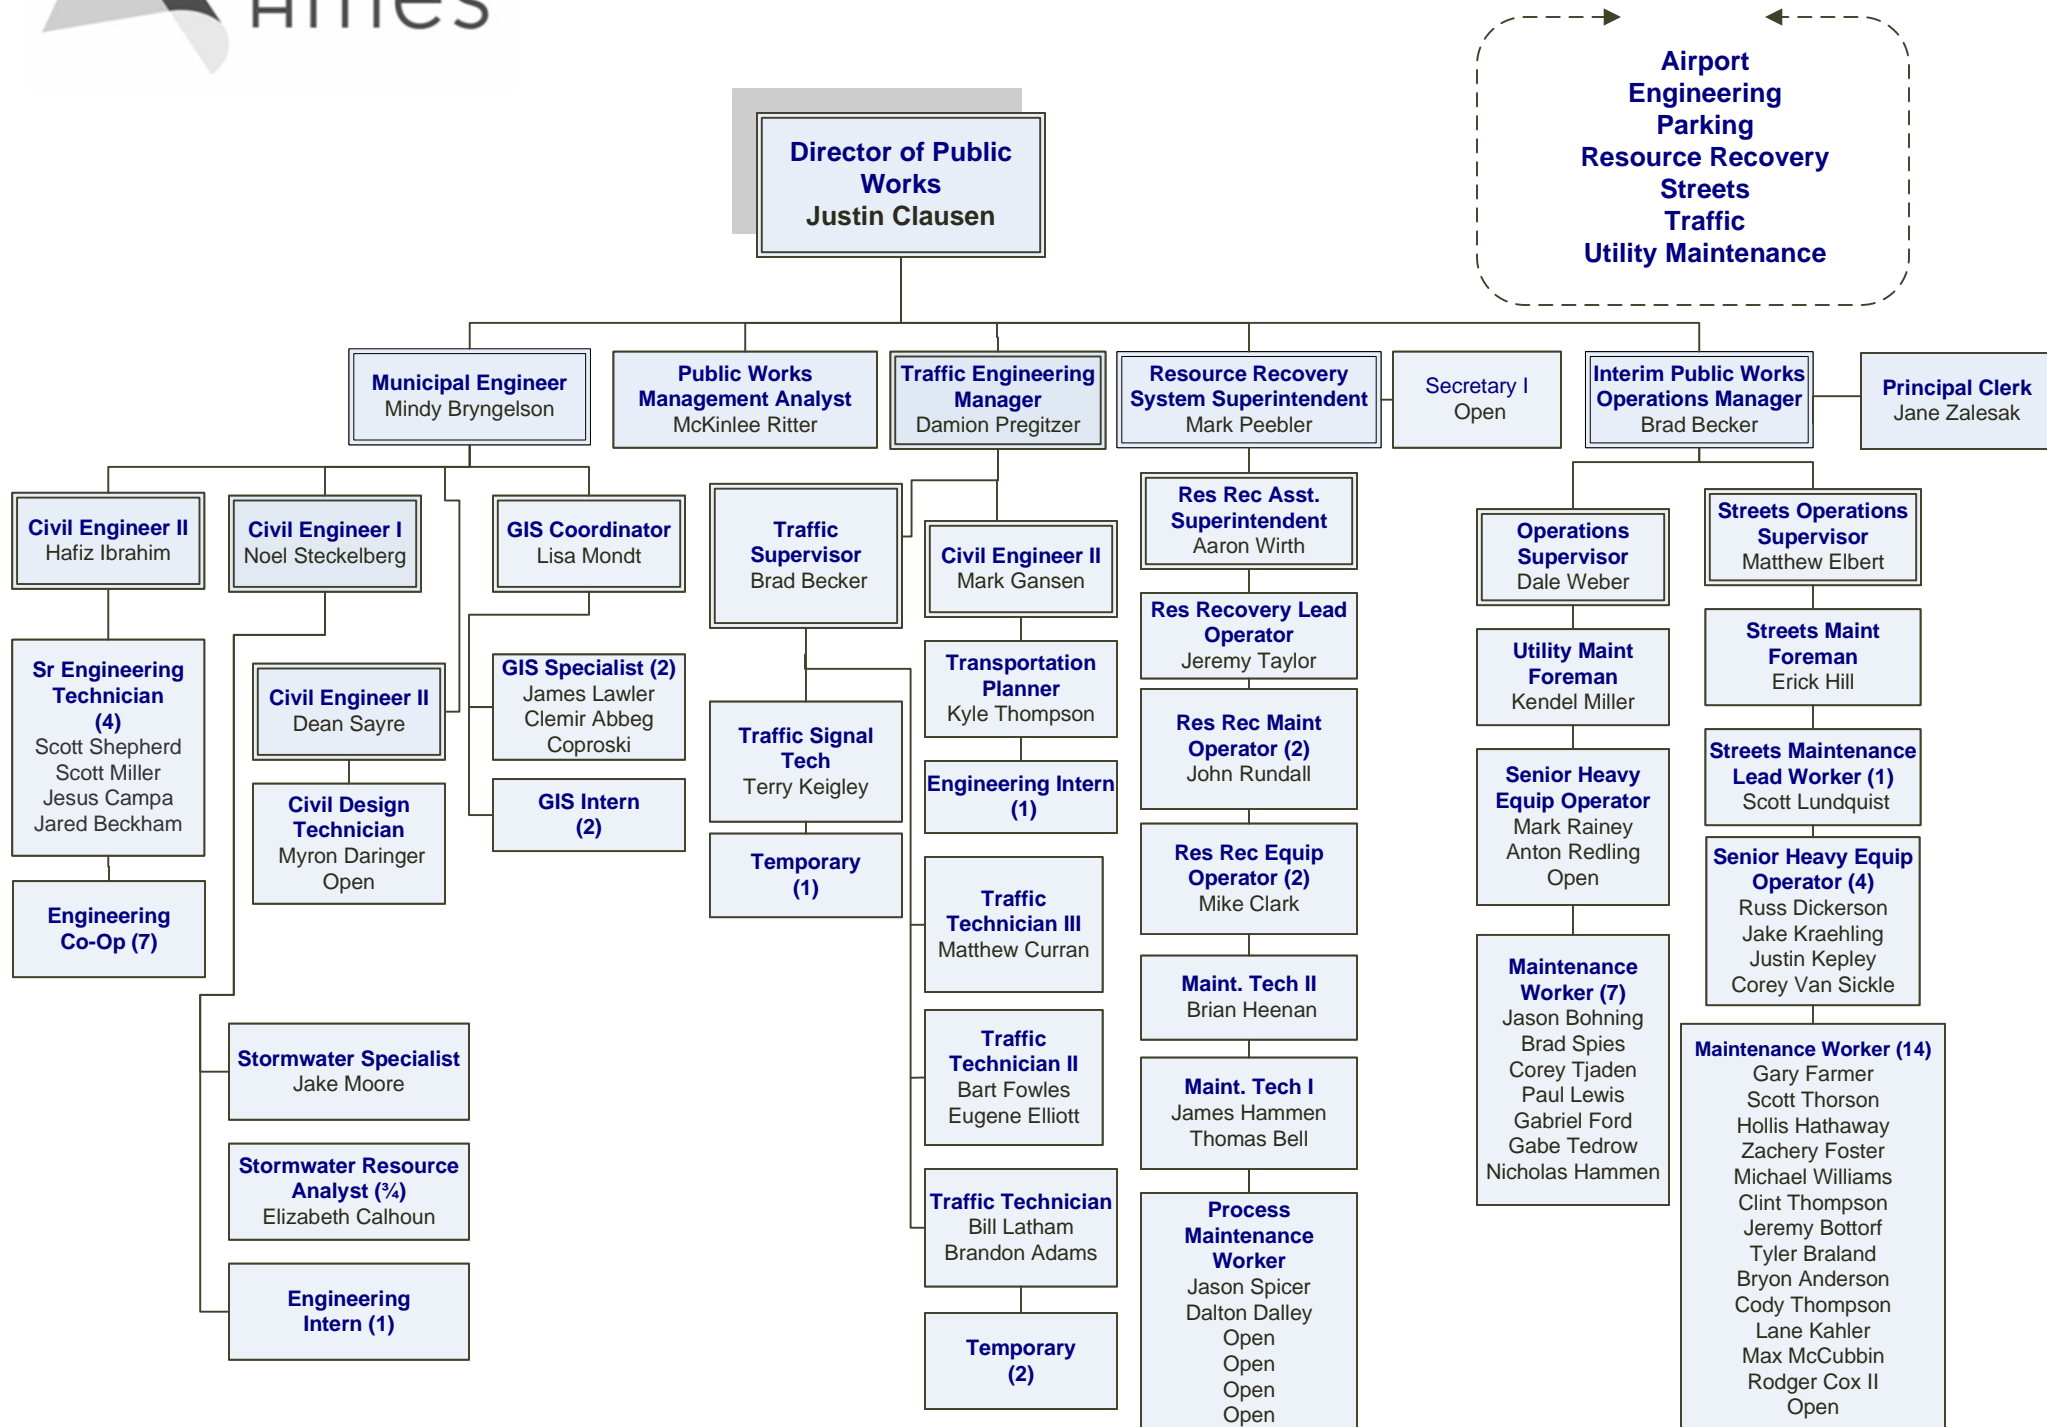 Ames
Airport
Engineering
Parking
Resource Recovery
Streets
Traffic
Utility Maintenance
Director of Public
Works
Justin Clausen
Municipal Engineer
Mindy Bryngelson
Public Works
Management Analyst
McKinlee Ritter
Traffic Engineering
Manager
Damion Pregitzer
Resource Recovery
System Superintendent
Mark Peebler
Secretary I
Open
Interim Public Works
Operations Manager
Brad Becker
Principal Clerk
Jane Zalesak
Civil Engineer II
Hafiz Ibrahim
Sr Engineering
Technician
(4)
Scott Shepherd
Scott Miller
Jesus Campa
Jared Beckham
Engineering
Co-Op (7)
Civil Engineer I
Noel Steckelberg
Stormwater Specialist
Jake Moore
Stormwater Resource
Analyst (¾)
Elizabeth Calhoun
Engineering
Intern (1)
Civil Engineer II
Dean Sayre
Civil Design
Technician
Myron Daringer
Open
GIS Coordinator
Lisa Mondt
GIS Specialist (2)
James Lawler
Clemir Abbeg
Coproski
GIS Intern
(2)
Traffic
Supervisor
Brad Becker
Traffic Signal
Tech
Terry Keigley
Temporary
(1)
Civil Engineer II
Mark Gansen
Transportation
Planner
Kyle Thompson
Engineering Intern
(1)
Traffic
Technician III
Matthew Curran
Traffic
Technician II
Bart Fowles
Eugene Elliott
Traffic Technician
Bill Latham
Brandon Adams
Temporary
(2)
Res Rec Asst.
Superintendent
Aaron Wirth
Res Recovery Lead
Operator
Jeremy Taylor
Res Rec Maint
Operator (2)
John Rundall
Res Rec Equip
Operator (2)
Mike Clark
Maint. Tech II
Brian Heenan
Maint. Tech I
James Hammen
Thomas Bell
Process
Maintenance
Worker
Jason Spicer
Dalton Dalley
Open
Open
Open
Open
Operations
Supervisor
Dale Weber
Utility Maint
Foreman
Kendel Miller
Senior Heavy
Equip Operator
Mark Rainey
Anton Redling
Open
Maintenance
Worker (7)
Jason Bohning
Brad Spies
Corey Tjaden
Paul Lewis
Gabriel Ford
Gabe Tedrow
Nicholas Hammen
Streets Operations
Supervisor
Matthew Elbert
Streets Maint
Foreman
Erick Hill
Streets Maintenance
Lead Worker (1)
Scott Lundquist
Senior Heavy Equip
Operator (4)
Russ Dickerson
Jake Kraehling
Justin Kepley
Corey Van Sickle
Maintenance Worker (14)
Gary Farmer
Scott Thorson
Hollis Hathaway
Zachery Foster
Michael Williams
Clint Thompson
Jeremy Bottorf
Tyler Braland
Bryon Anderson
Cody Thompson
Lane Kahler
Max McCubbin
Rodger Cox II
Open